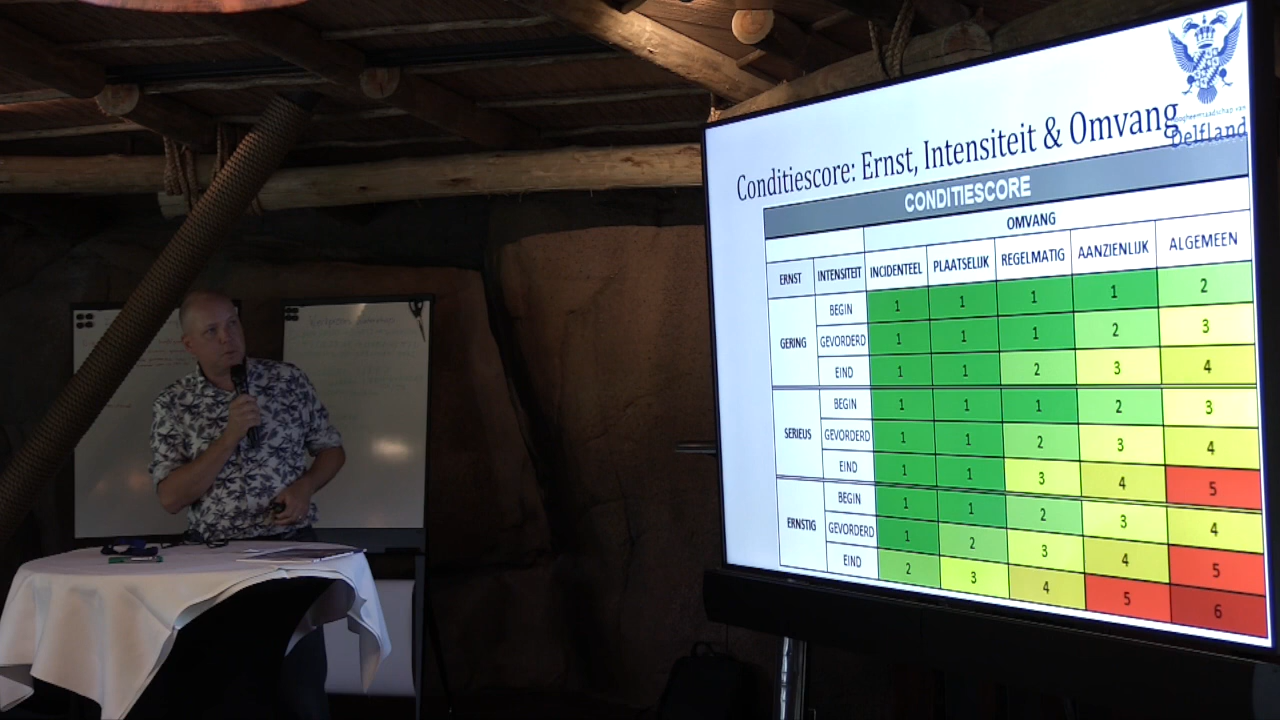 Hoogheemraadschap van
Delfland
Conditiescore: Ernst, Intensiteit & Omvang
CONDITIESCORE
OMVANG
ERNST INTENSITEIT INCIDENTEEL PLAATSELIJK REGELMATIG AANZIENLIJK ALGEMEEN
GERING
BEGIN 1 1 1 1 2
GEVORDERD 1 1 1 2 3
EIND 1 1 2 3 4
SERIEUS
BEGIN 1 1 1 2 3
GEVORDERD 1 1 2 3 4
EIND 1 1 3 4 5
ERNSTIG
BEGIN 1 1 2 3 4
GEVORDERD 1 2 3 4 5
EIND 2 3 4 5 6